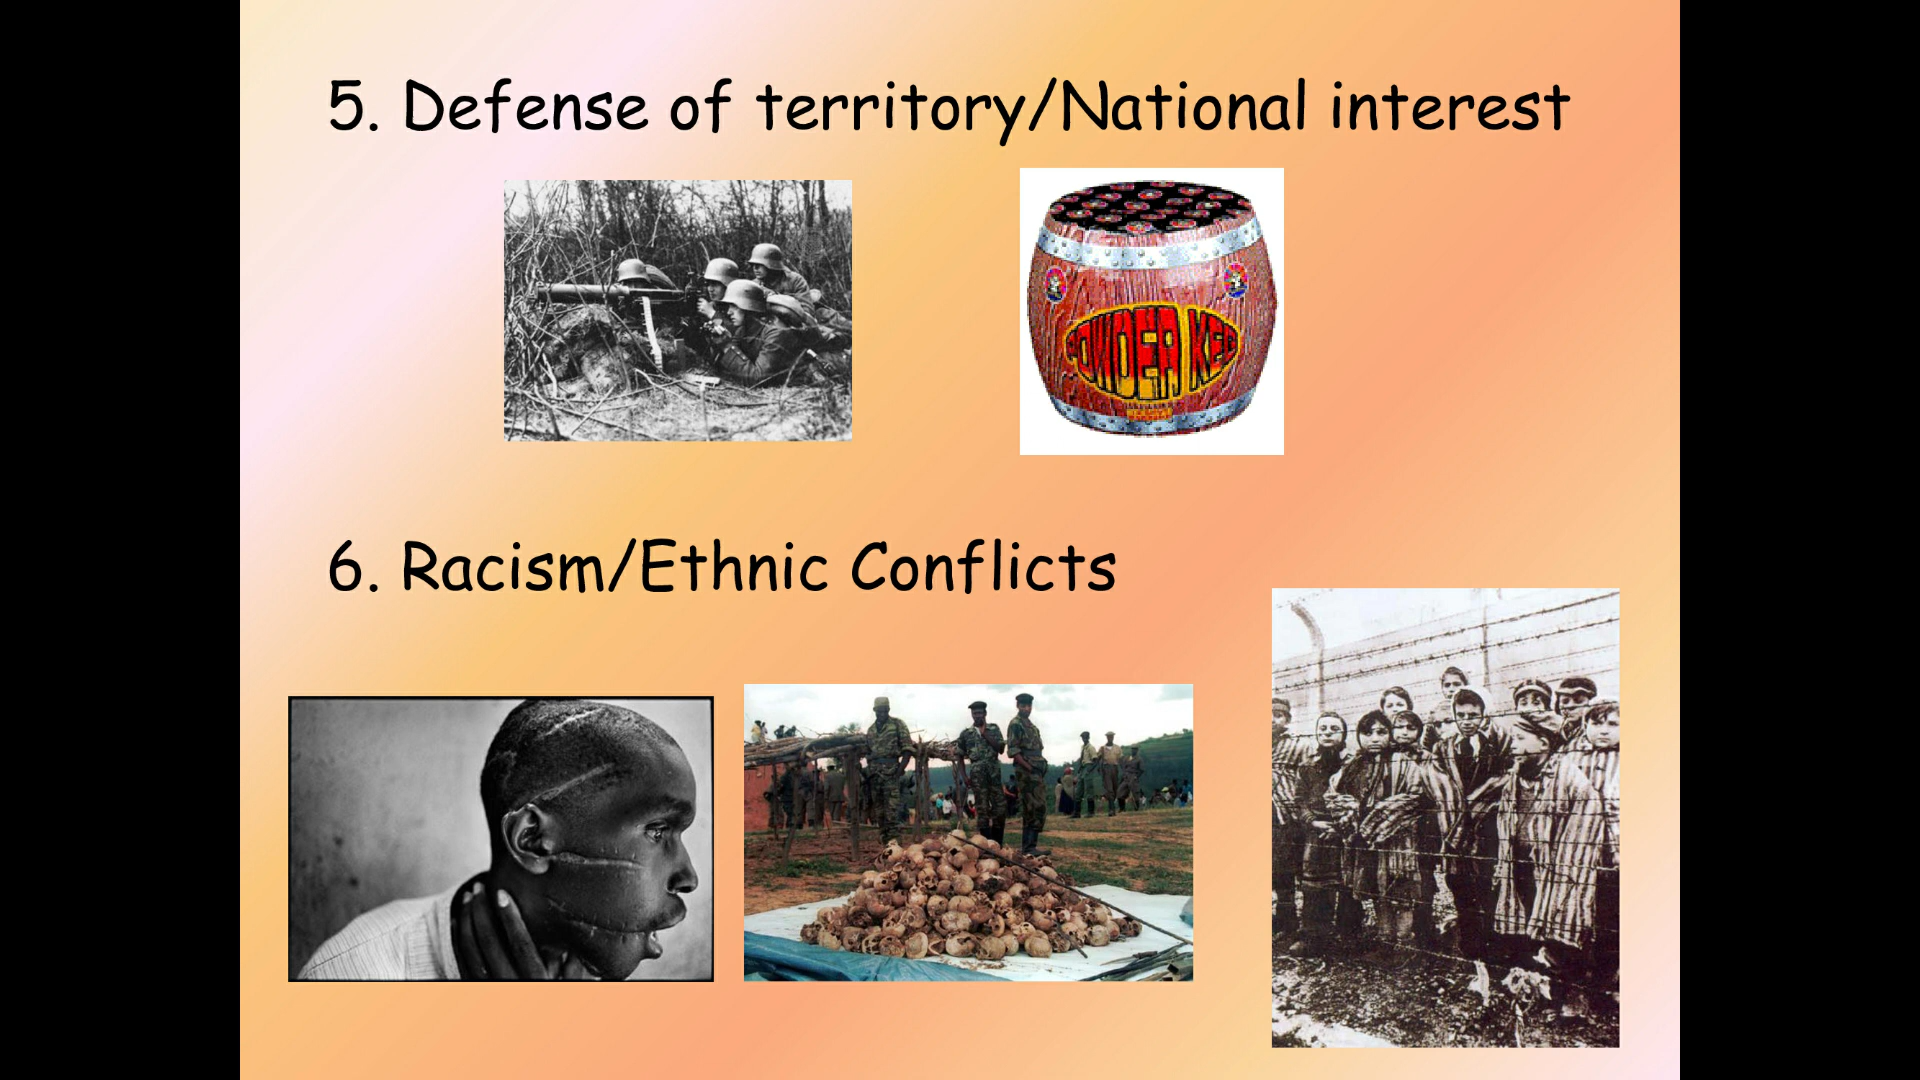 5. Defense of territory/National interest
POWDER KEG
6. Racism/Ethnic Conflicts